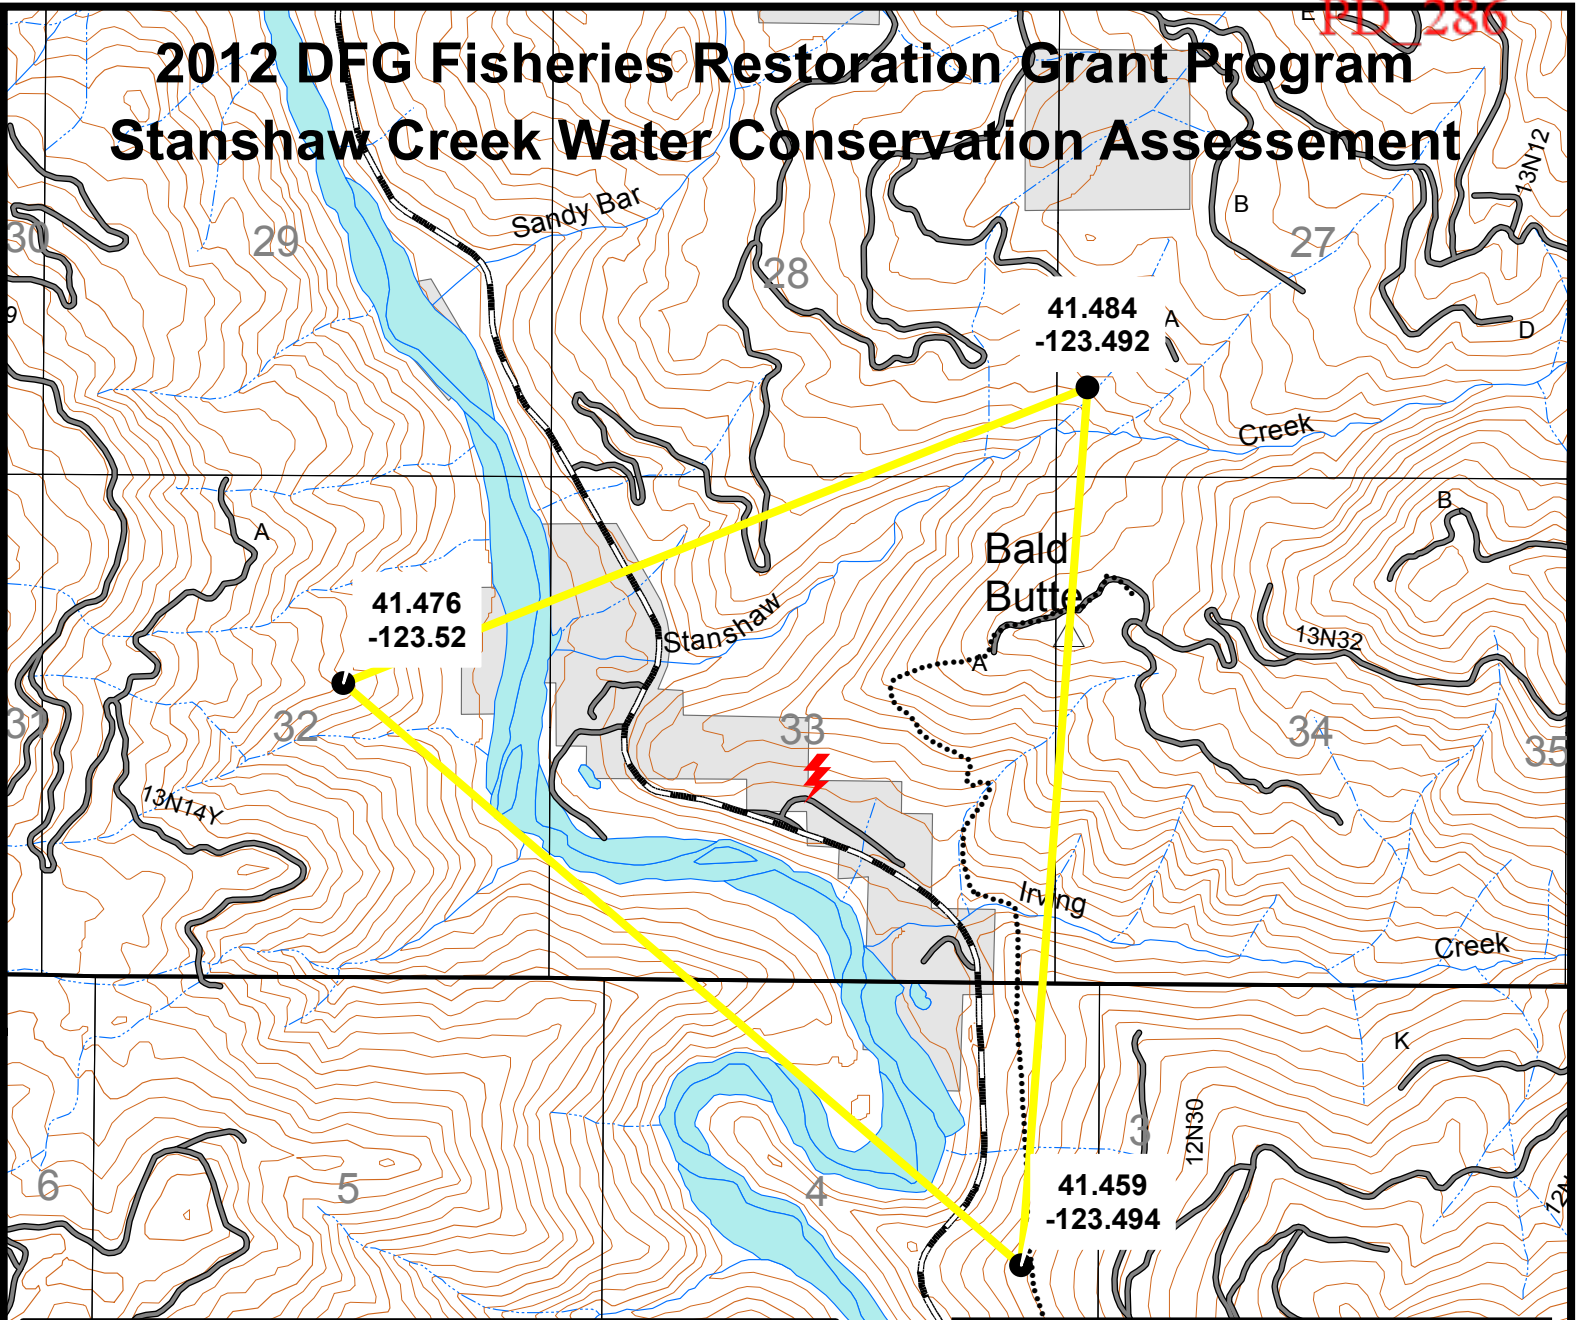 PD_286
E
2012 DFG Fisheries Restoration Grant Program
Stanshaw Creek Water Conservation Assessement
13N12
Sandy Bar
B
30
29
28
27
9
41.484
-123.492
A
D
Creek
B
A
Bald
Butte
41.476
-123.52
Stanshaw
13N32
A
31
32
33
34
35
13N14Y
Irving
Creek
K
3
12N30
6
5
4
41.459
-123.494